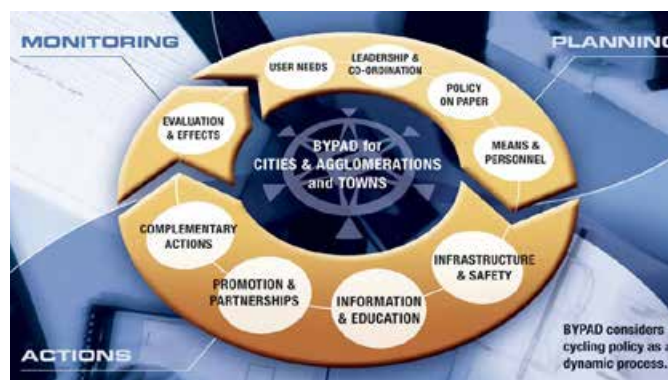 MONITORING
PLANNING
USER NEEDS
LEADERSHIP &
CO-ORDINATION
POLICY
ON PAPER
MEANS &
PERSONNEL
EVALUATION
& EFFECTS
BYPAD for
CITIES & AGGLOMERATIONS
and TOWNS
COMPLEMENTARY
ACTIONS
PROMOTION &
PARTNERSHIPS
INFORMATION
& EDUCATION
INFRASTRUCTURE
& SAFETY
ACTIONS
BYPAD considers
cycling policy as a
dynamic process.